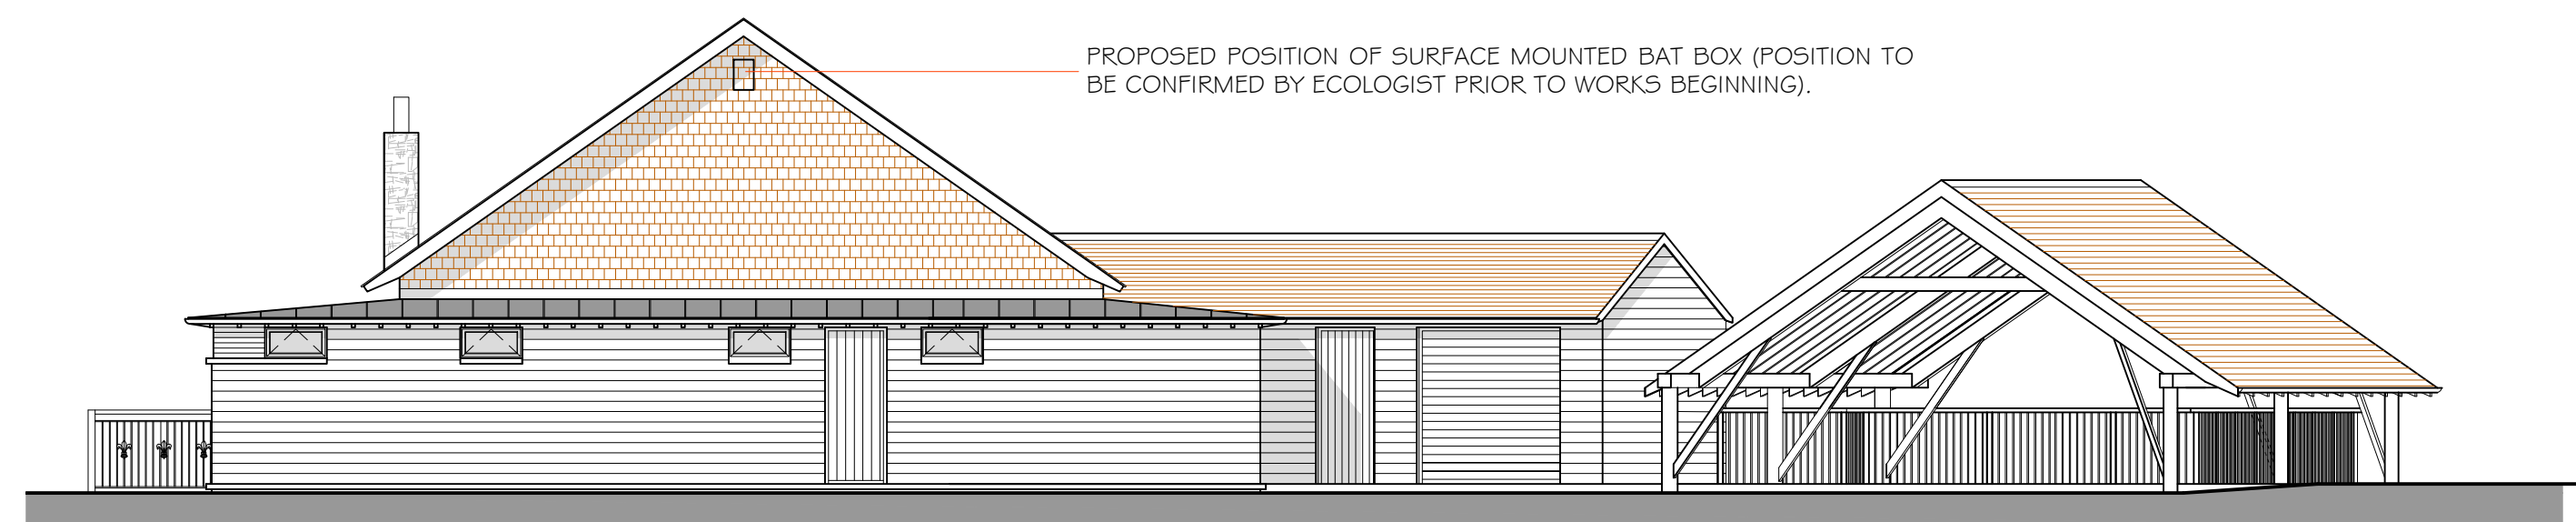 PROPOSED POSITION OF SURFACE MOUNTED BAT BOX (POSITION TO
BE CONFIRMED BY ECOLOGIST PRIOR TO WORKS BEGINNING).